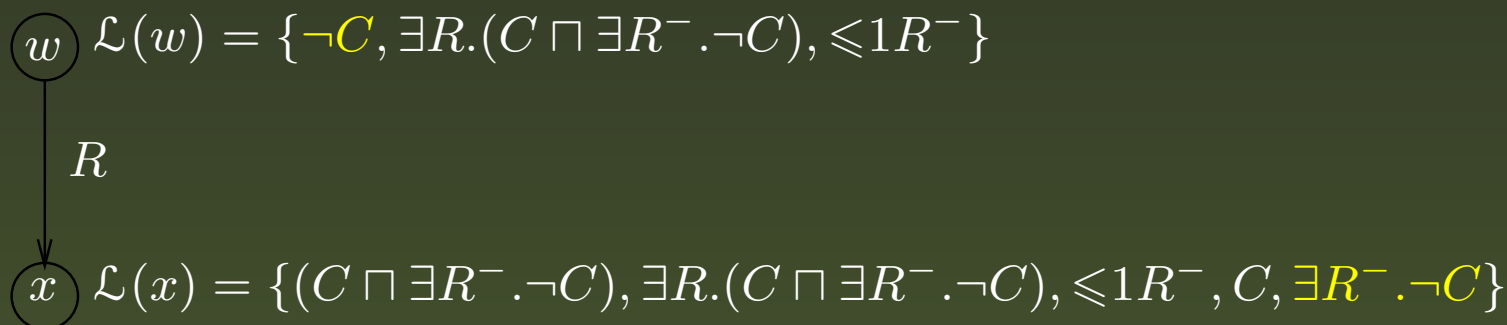 w ℒ(w) = {¬C, ∃R.(C ⊓ ∃R⁻.¬C), ⩽1R⁻}
R
x ℒ(x) = {(C ⊓ ∃R⁻.¬C), ∃R.(C ⊓ ∃R⁻.¬C), ⩽1R⁻, C, ∃R⁻.¬C}